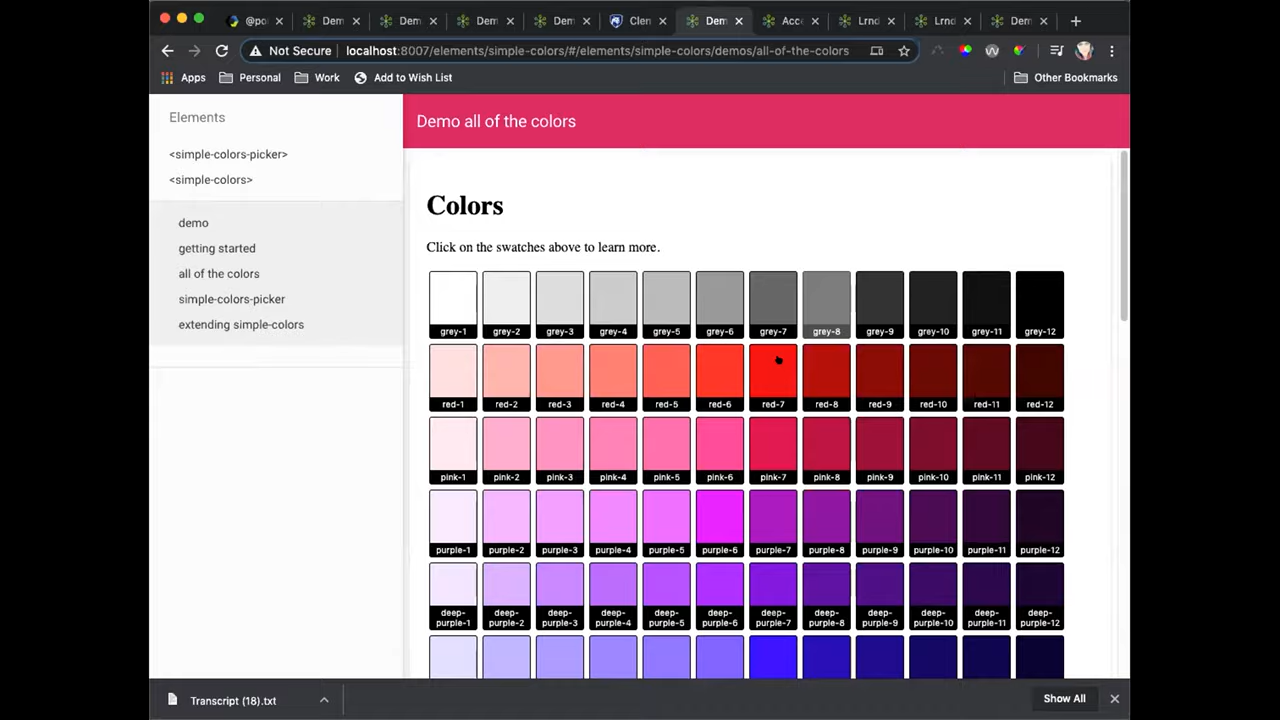 @po
Dem
Dem
Dem
Dem
Clen
Dem
Acce
Lrnd
Lrnd
Dem
Not Secure
localhost:8007/elements/simple-colors/#/elements/simple-colors/demos/all-of-the-colors
Apps
Personal
Work
Add to Wish List
Other Bookmarks
Elements
Demo all of the colors
<simple-colors-picker>
<simple-colors>
demo
getting started
all of the colors
simple-colors-picker
extending simple-colors
Colors
Click on the swatches above to learn more.
grey-1 grey-2 grey-3 grey-4 grey-5 grey-6 grey-7 grey-8 grey-9 grey-10 grey-11 grey-12
red-1 red-2 red-3 red-4 red-5 red-6 red-7 red-8 red-9 red-10 red-11 red-12
pink-1 pink-2 pink-3 pink-4 pink-5 pink-6 pink-7 pink-8 pink-9 pink-10 pink-11 pink-12
purple-1 purple-2 purple-3 purple-4 purple-5 purple-6 purple-7 purple-8 purple-9 purple-10 purple-11 purple-12
deep- deep- deep- deep- deep- deep- deep- deep- deep- deep- deep- deep-
purple-1 purple-2 purple-3 purple-4 purple-5 purple-6 purple-7 purple-8 purple-9 purple-10 purple-11 purple-12
Transcript (18).txt
Show All